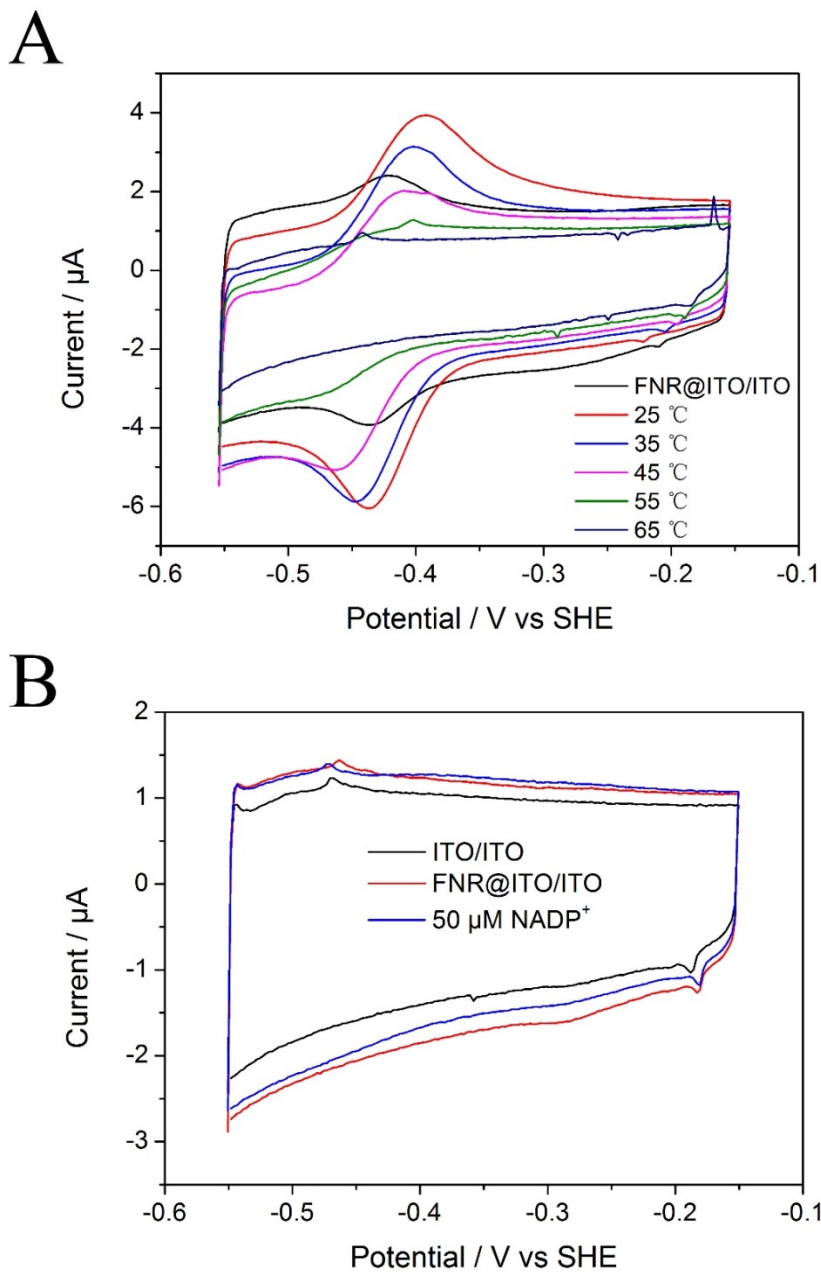 A
4
2
0
-2
-4
-6
Current / µA
FNR@ITO/ITO
25 ℃
35 ℃
45 ℃
55 ℃
65 ℃
-0.6 -0.5 -0.4 -0.3 -0.2 -0.1
Potential / V vs SHE
B
2
1
0
-1
-2
-3
Current / µA
ITO/ITO
FNR@ITO/ITO
50 µM NADP⁺
-0.6 -0.5 -0.4 -0.3 -0.2 -0.1
Potential / V vs SHE